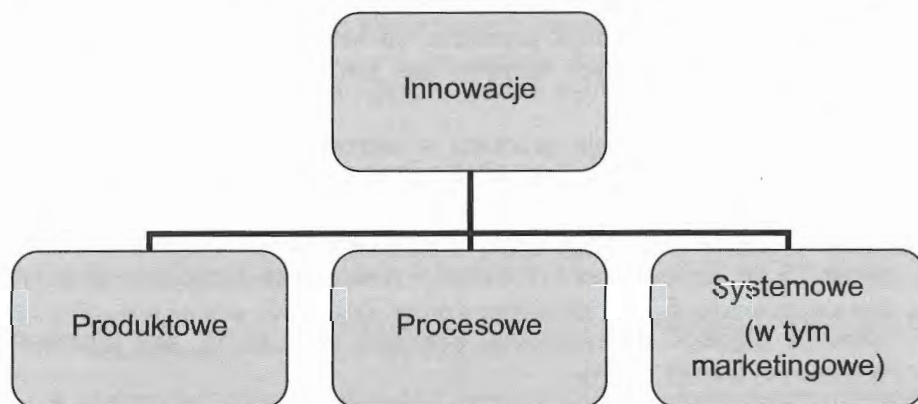 Innowacje
Produktowe
Procesowe
Systemowe
(w tym
marketingowe)